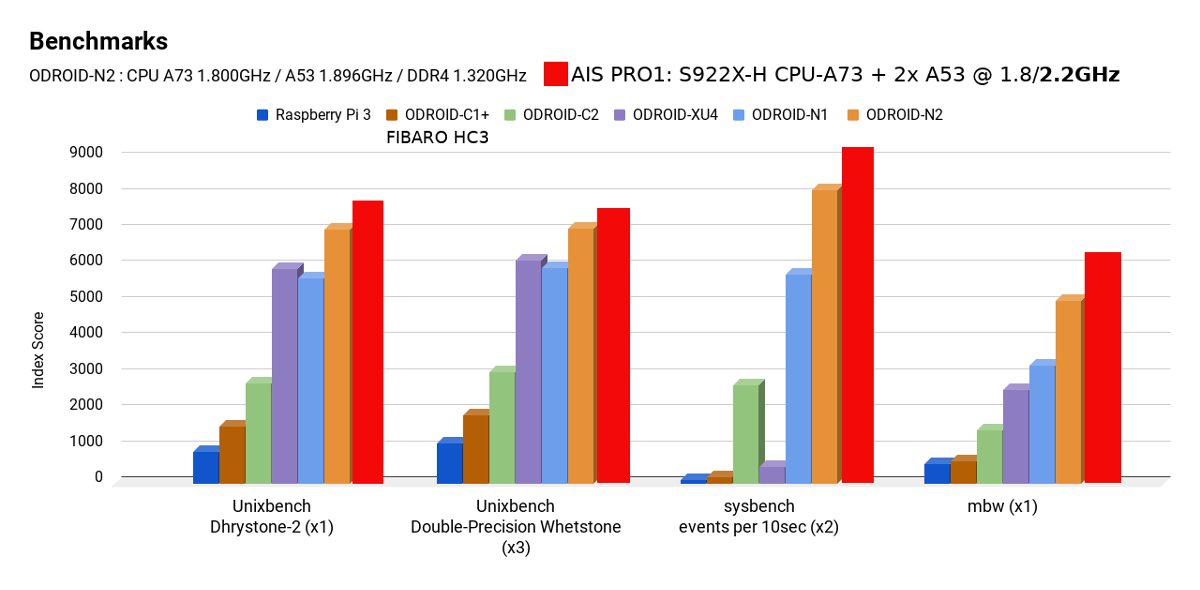 Benchmarks
ODROID-N2 : CPU A73 1.800GHz / A53 1.896GHz / DDR4 1.320GHz AIS PRO1: S922X-H CPU-A73 + 2x A53 @ 1.8/2.2GHz
Raspberry Pi 3 ODROID-C1+ ODROID-C2 ODROID-XU4 ODROID-N1 ODROID-N2
FIBARO HC3
9000
8000
7000
6000
5000
4000
3000
2000
1000
0
Index Score
Unixbench
Dhrystone-2 (x1)
Unixbench
Double-Precision Whetstone
(x3)
sysbench
events per 10sec (x2)
mbw (x1)